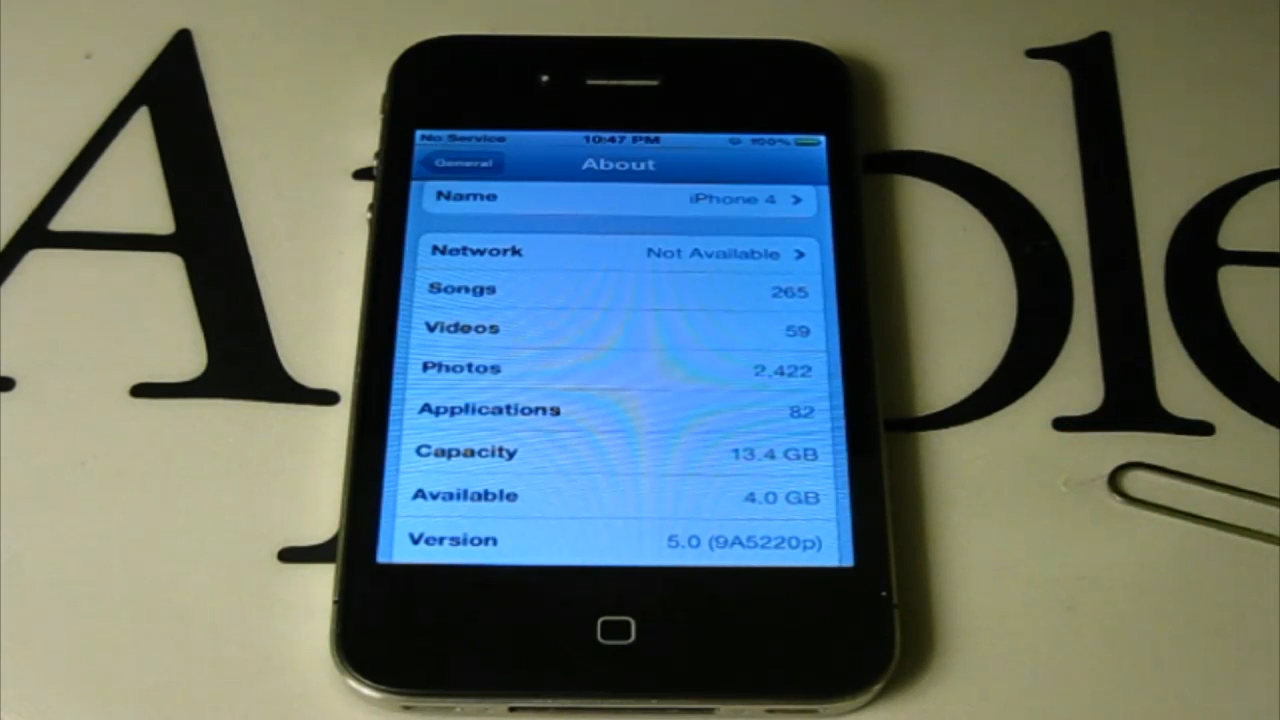 Apple
No Service 10:47 PM 100%
General About
Name iPhone 4
Network Not Available
Songs 265
Videos 59
Photos 2,422
Applications 82
Capacity 13.4 GB
Available 4.0 GB
Version 5.0 (9A5220p)